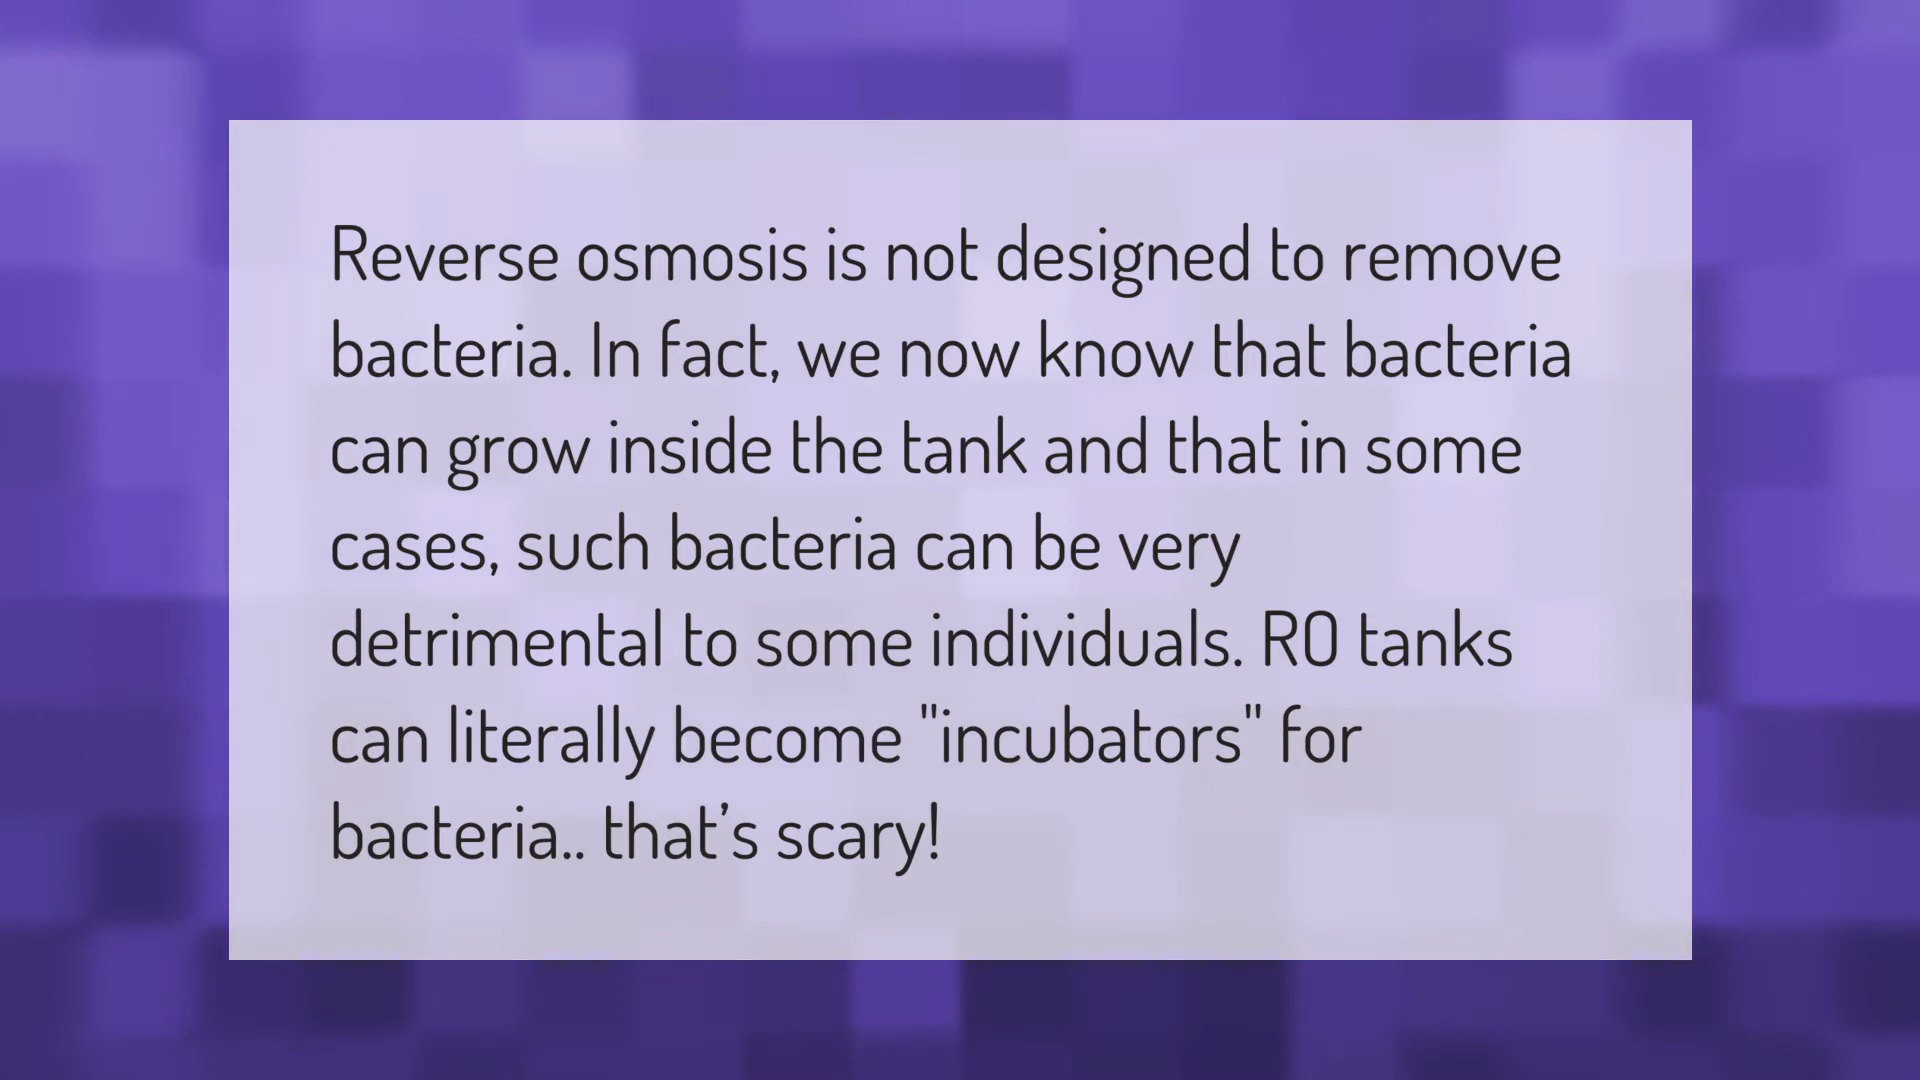 Reverse osmosis is not designed to remove
bacteria. In fact, we now know that bacteria
can grow inside the tank and that in some
cases, such bacteria can be very
detrimental to some individuals. RO tanks
can literally become "incubators" for
bacteria.. that’s scary!